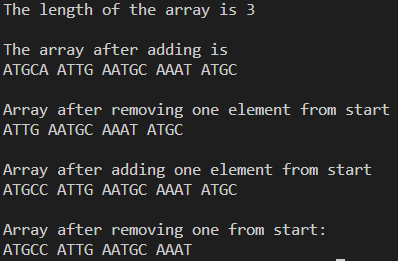 The length of the array is 3
The array after adding is
ATGCA ATTG AATGC AAAT ATGC
Array after removing one element from start
ATTG AATGC AAAT ATGC
Array after adding one element from start
ATGCC ATTG AATGC AAAT ATGC
Array after removing one from start:
ATGCC ATTG AATGC AAAT